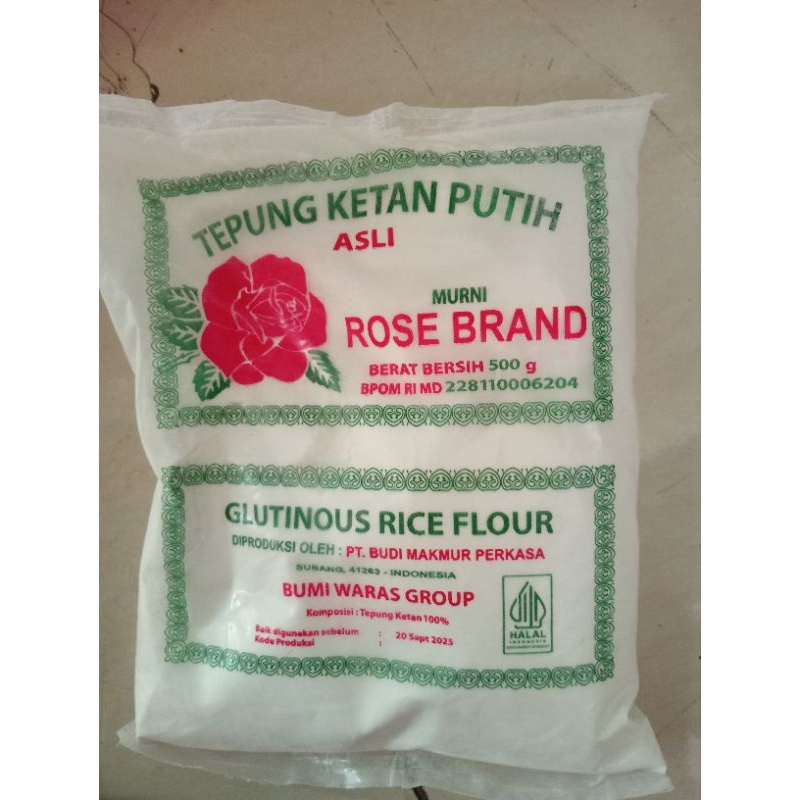 TEPUNG KETAN PUTIH
ASLI
MURNI
ROSE BRAND
BERAT BERSIH 500 g
BPOM RI MD 228110006204
GLUTINOUS RICE FLOUR
DIPRODUKSI OLEH : PT. BUDI MAKMUR PERKASA
SUBANG, 41263 - INDONESIA
BUMI WARAS GROUP
Komposisi : Tepung Ketan 100%
Baik digunakan sebelum : 20 Sept 2025
Kode Produksi :
HALAL
INDONESIA